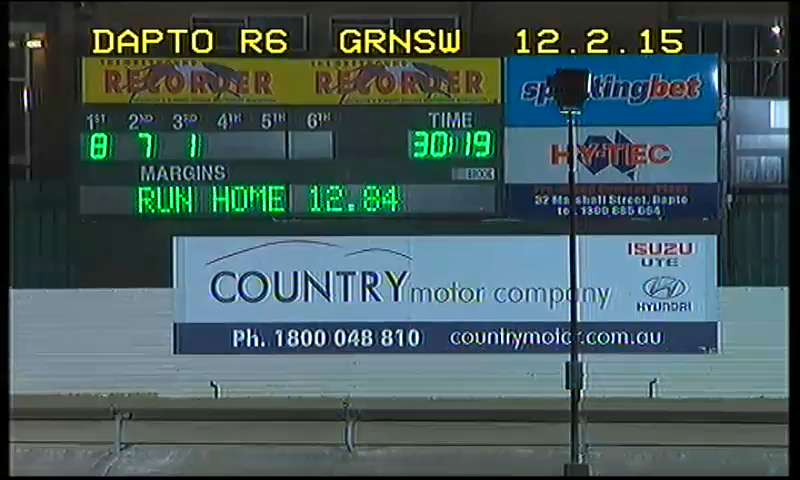 DAPTO R6 GRNSW 12.2.15
RECORDER RECORDER
sportingbet
1ST 2ND 3RD 4TH 5TH 6TH TIME
8 7 1 30 19
HY-TEC
MARGINS
RUN HOME 12.84
32 Marshall Street, Dapto
COUNTRY motor company
ISUZU
UTE
HYUNDAI
Ph. 1800 048 810 countrymotor.com.au